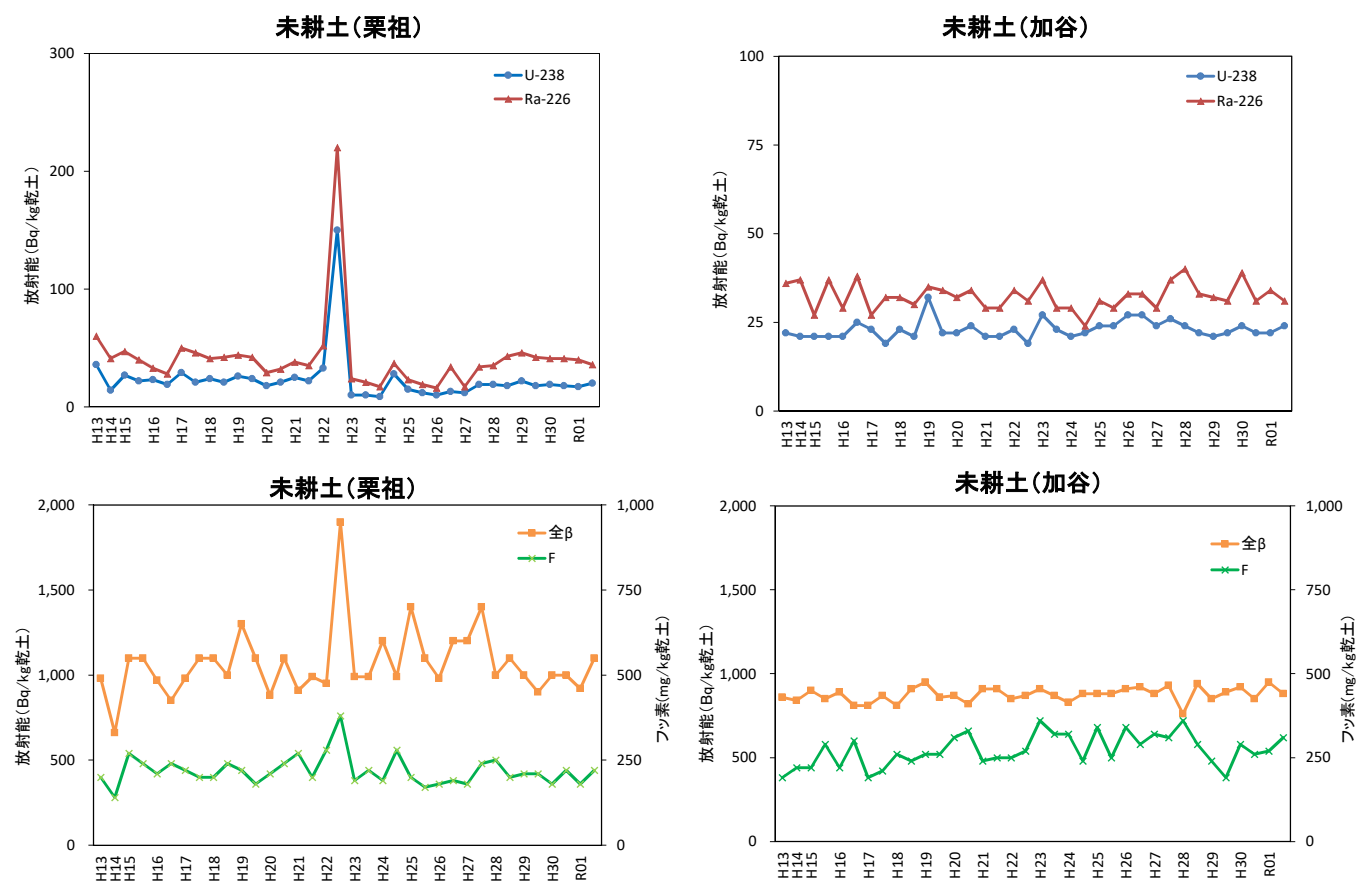 未耕土(栗祖)
300
200
100
0
放射能(Bq/kg乾土)
U-238
Ra-226
H13
H14
H15
H16
H17
H18
H19
H20
H21
H22
H23
H24
H25
H26
H27
H28
H29
H30
R01
未耕土(加谷)
100
75
50
25
0
放射能(Bq/kg乾土)
U-238
Ra-226
H13
H14
H15
H16
H17
H18
H19
H20
H21
H22
H23
H24
H25
H26
H27
H28
H29
H30
R01
未耕土(栗祖)
2,000
1,500
1,000
500
0
放射能(Bq/kg乾土)
全β
F
1,000
750
500
250
0
フッ素(mg/kg乾土)
H13
H14
H15
H16
H17
H18
H19
H20
H21
H22
H23
H24
H25
H26
H27
H28
H29
H30
R01
未耕土(加谷)
2,000
1,500
1,000
500
0
放射能(Bq/kg乾土)
全β
F
1,000
750
500
250
0
フッ素(mg/kg乾土)
H13
H14
H15
H16
H17
H18
H19
H20
H21
H22
H23
H24
H25
H26
H27
H28
H29
H30
R01